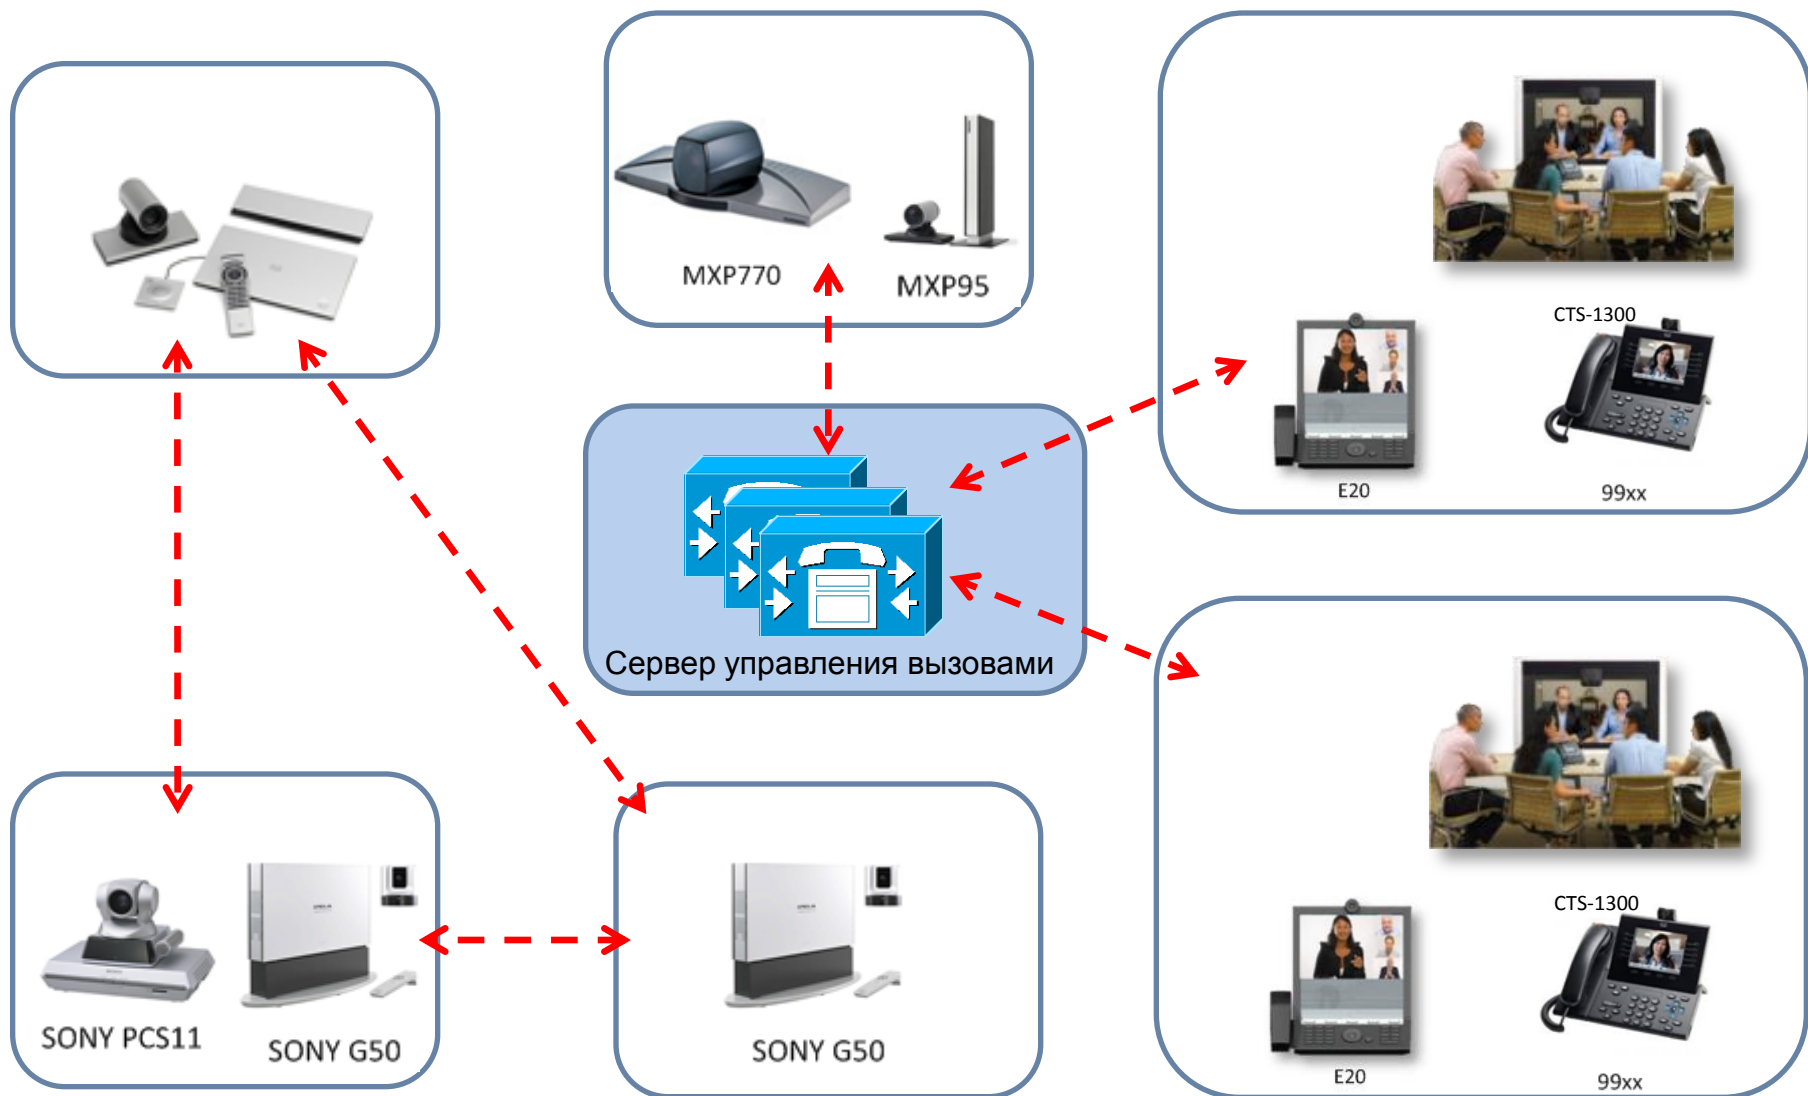 MXP770
MXP95
CTS-1300
E20
99xx
Сервер управления вызовами
SONY PCS11
SONY G50
SONY G50
CTS-1300
E20
99xx